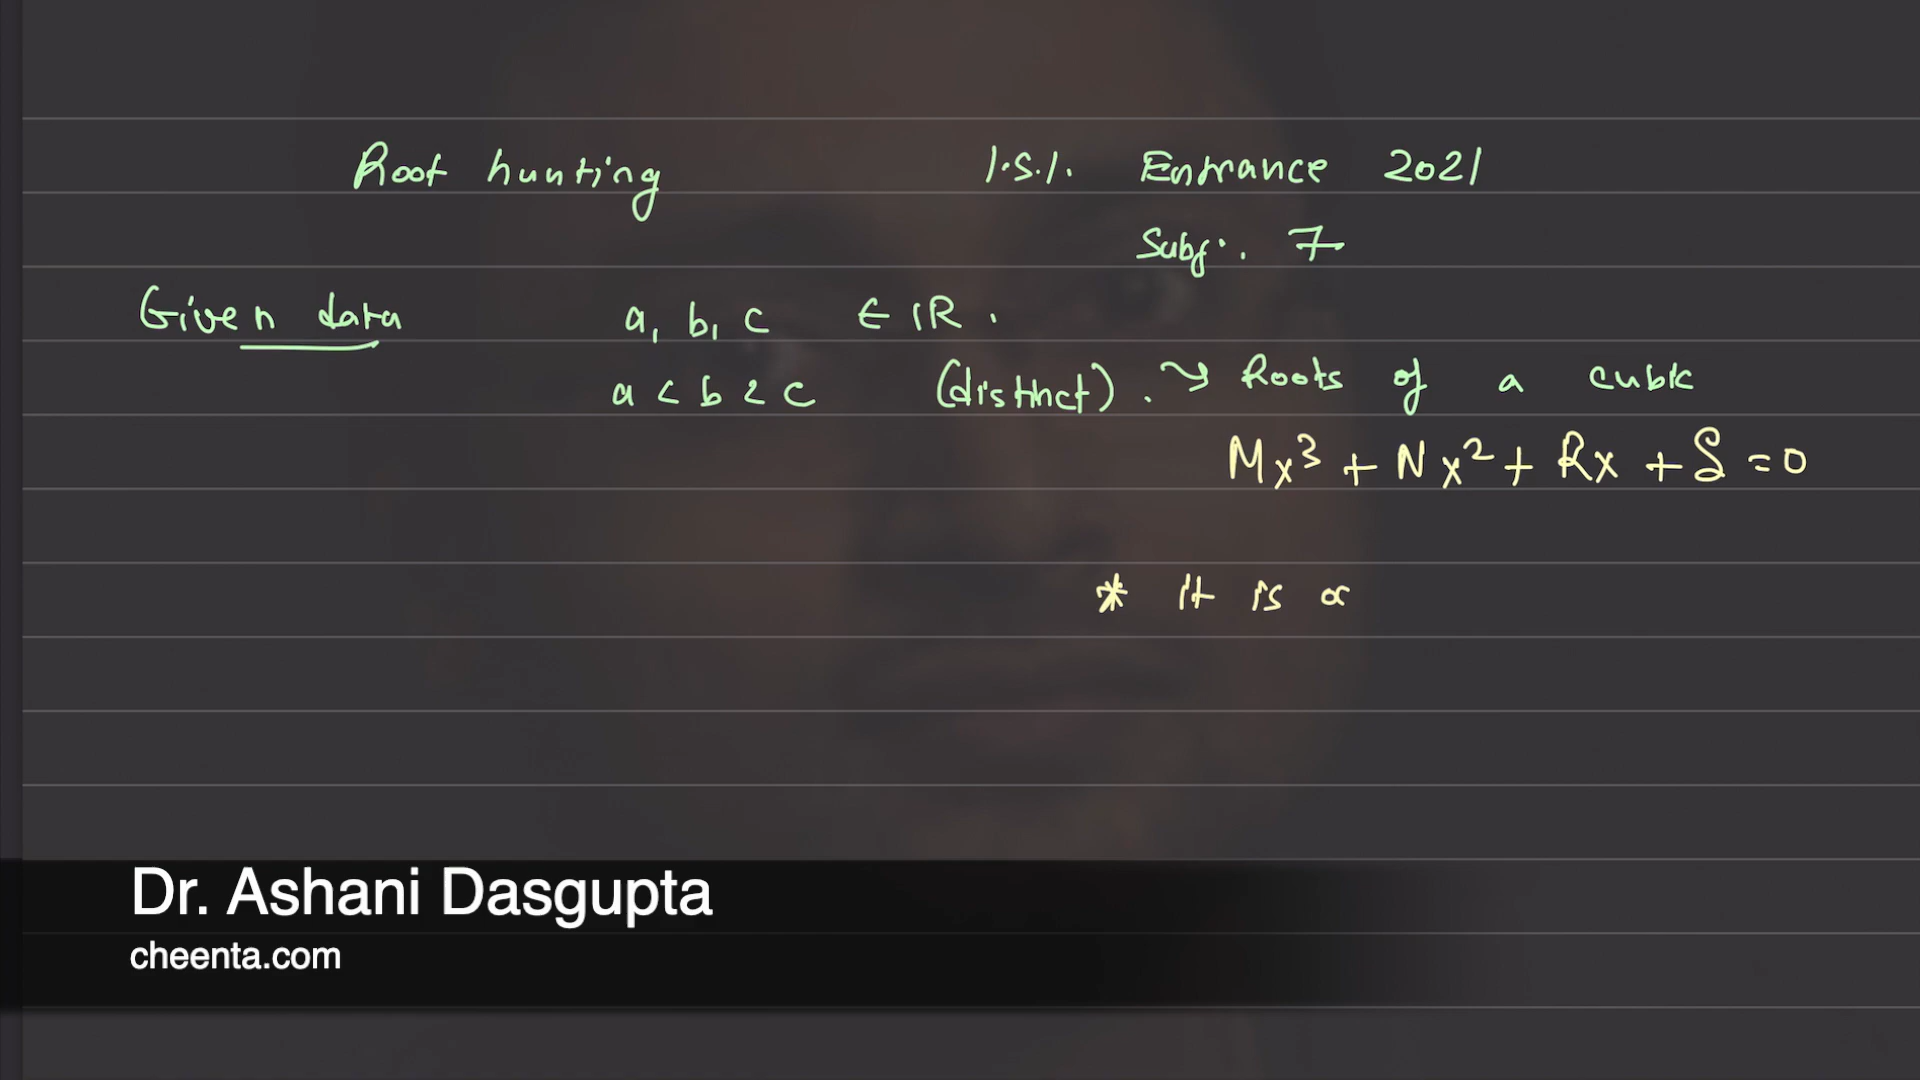 Root hunting
I.S.I. Entrance 2021
Subj. 7
Given data
a, b, c ∈ IR.
a < b < c (distinct). → Roots of a cubic
Mx³ + Nx² + Rx + S = 0
* it is a
Dr. Ashani Dasgupta
cheenta.com